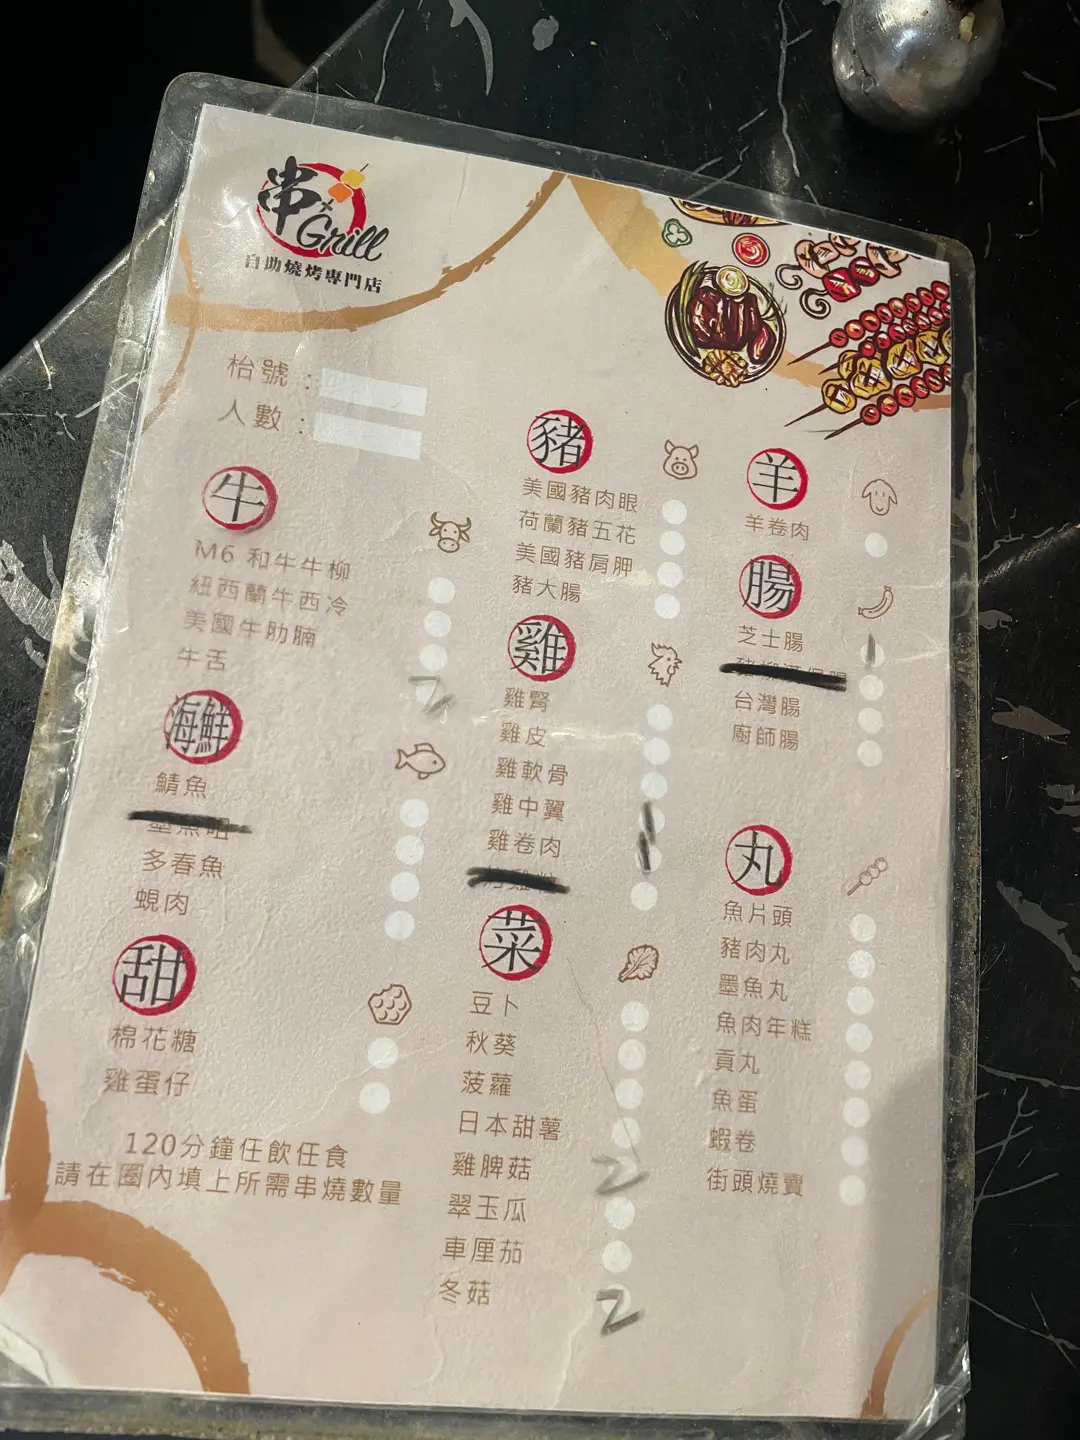 串
Grill
自助燒烤專門店
枱號：
人數：
牛
M6 和牛牛柳
紐西蘭牛西冷
美國牛肋腩
牛舌 2
海鮮
鯖魚
多春魚
蜆肉
甜
棉花糖
雞蛋仔
120分鐘任飲任食
請在圈內填上所需串燒數量
豬
美國豬肉眼
荷蘭豬五花
美國豬肩胛
豬大腸
雞
雞腎
雞皮
雞軟骨
雞中翼 1
雞卷肉 1
菜
豆卜
秋葵
菠蘿
日本甜薯
雞脾菇 2
翠玉瓜
車厘茄
冬菇 2
羊
羊卷肉
腸
芝士腸 1
台灣腸
廚師腸
丸
魚片頭
豬肉丸
墨魚丸
魚肉年糕
貢丸
魚蛋
蝦卷
街頭燒賣